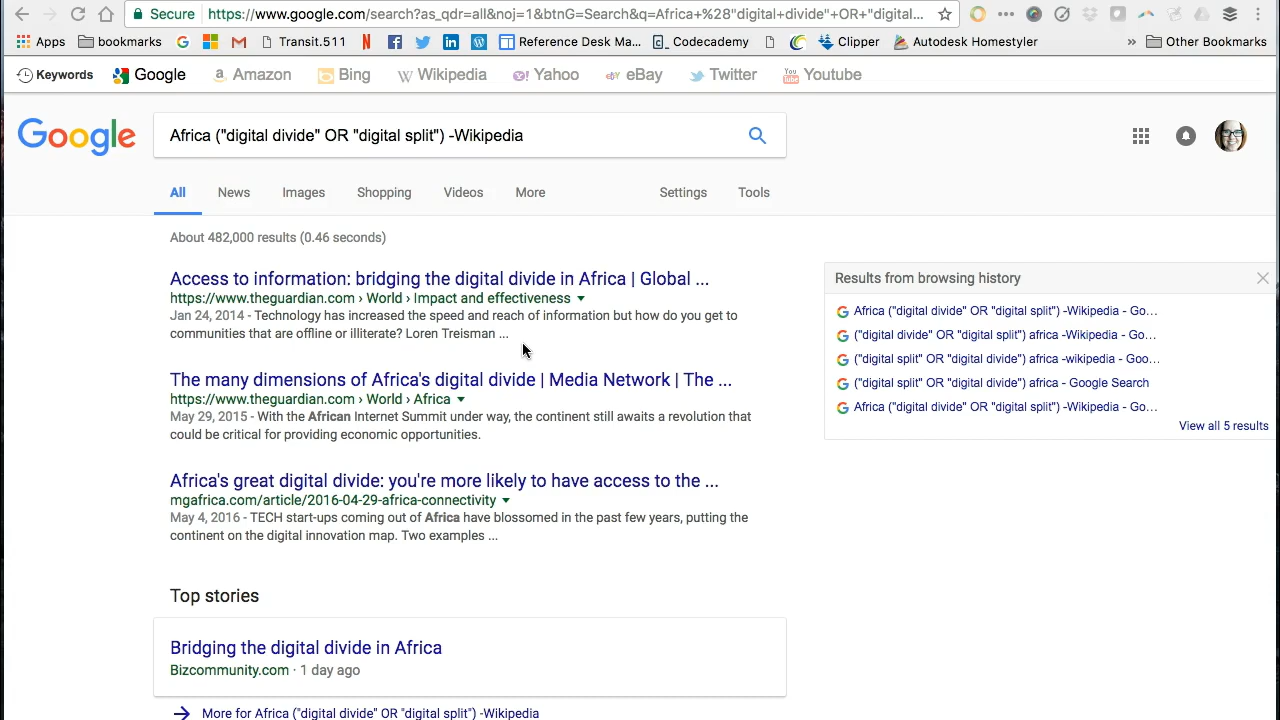 Secure https://www.google.com/search?as_qdr=all&noj=1&btnG=Search&q=Africa+%28"digital+divide"+OR+"digital...
Apps bookmarks Transit.511 Reference Desk Ma... Codecademy Clipper Autodesk Homestyler » Other Bookmarks
Keywords Google Amazon Bing Wikipedia Yahoo eBay Twitter Youtube
Google Africa ("digital divide" OR "digital split") -Wikipedia
All News Images Shopping Videos More Settings Tools
About 482,000 results (0.46 seconds)
Access to information: bridging the digital divide in Africa | Global ...
https://www.theguardian.com › World › Impact and effectiveness
Jan 24, 2014 - Technology has increased the speed and reach of information but how do you get to
communities that are offline or illiterate? Loren Treisman ...
The many dimensions of Africa's digital divide | Media Network | The ...
https://www.theguardian.com › World › Africa
May 29, 2015 - With the African Internet Summit under way, the continent still awaits a revolution that
could be critical for providing economic opportunities.
Africa's great digital divide: you're more likely to have access to the ...
mgafrica.com/article/2016-04-29-africa-connectivity
May 4, 2016 - TECH start-ups coming out of Africa have blossomed in the past few years, putting the
continent on the digital innovation map. Two examples ...
Top stories
Bridging the digital divide in Africa
Bizcommunity.com · 1 day ago
More for Africa ("digital divide" OR "digital split") -Wikipedia
Results from browsing history
Africa ("digital divide" OR "digital split") -Wikipedia - Go...
("digital divide" OR "digital split") africa -Wikipedia - Go...
("digital split" OR "digital divide") africa -wikipedia - Goo...
("digital split" OR "digital divide") africa - Google Search
Africa ("digital divide" OR "digital split") -Wikipedia - Go...
View all 5 results